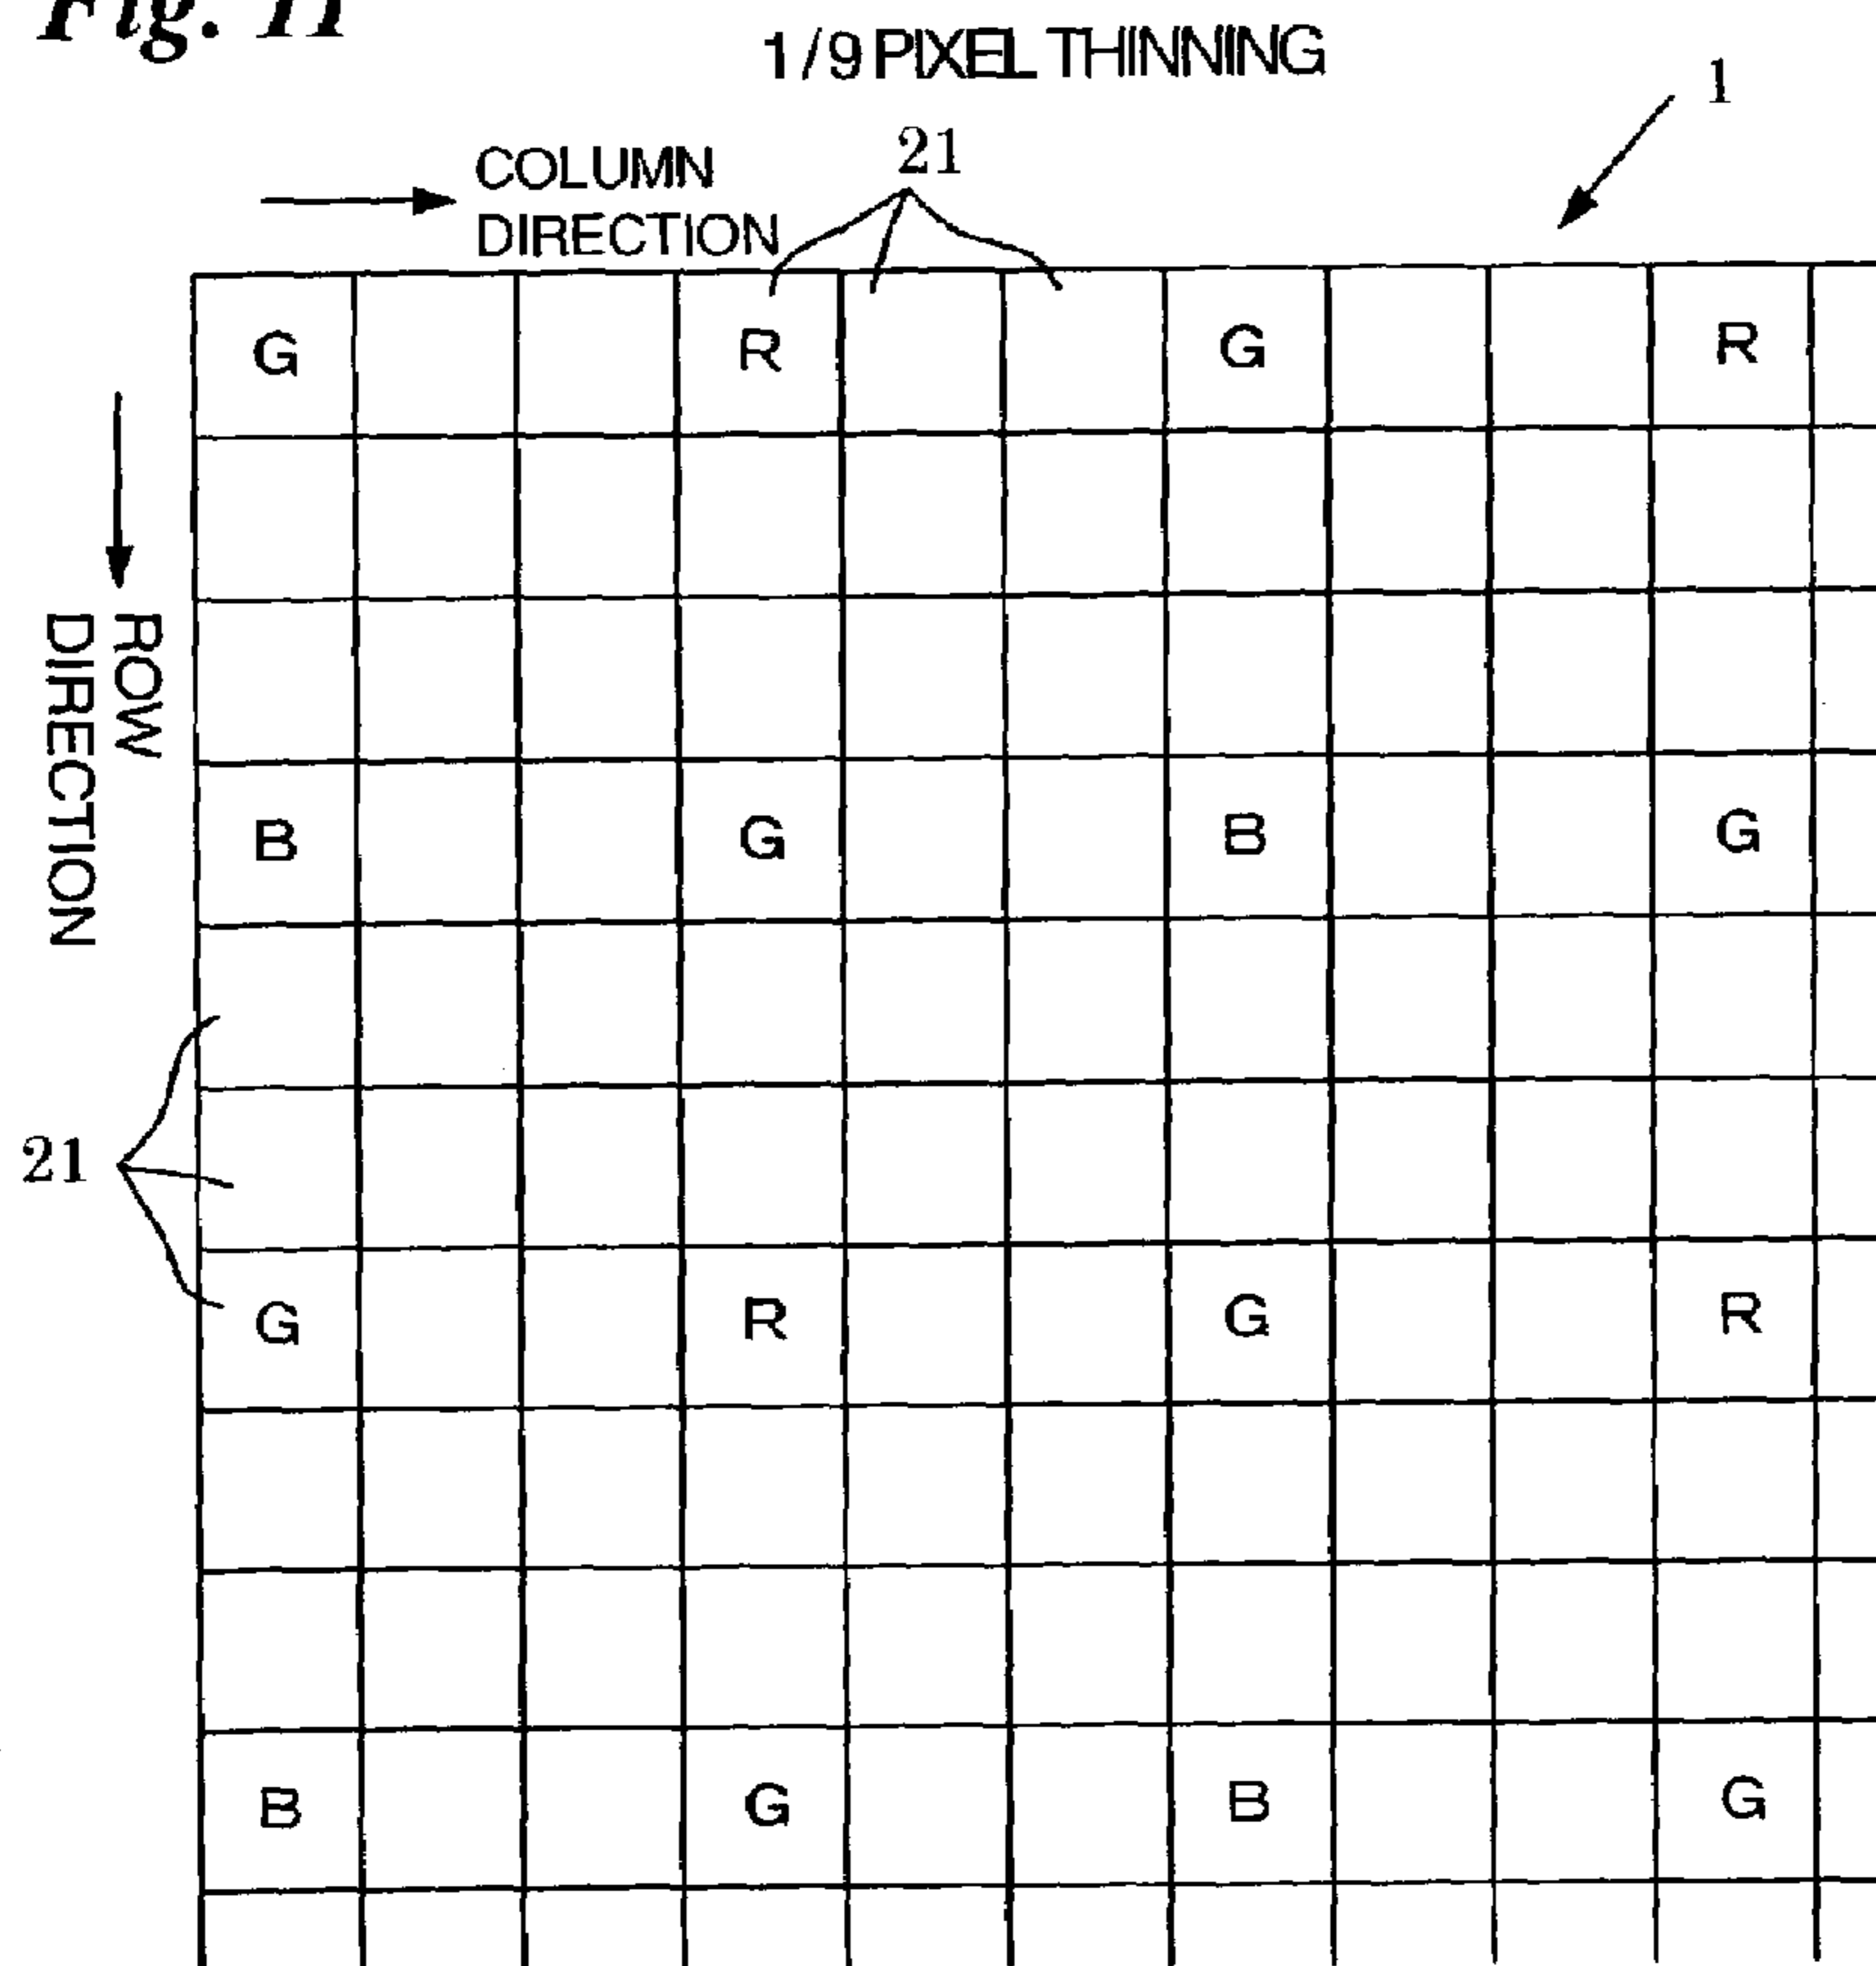 Fig. 11
1/9 PIXEL THINNING
1
COLUMN
DIRECTION
21
G R G R
ROW
DIRECTION
B G B G
21
G R G R
B G B G